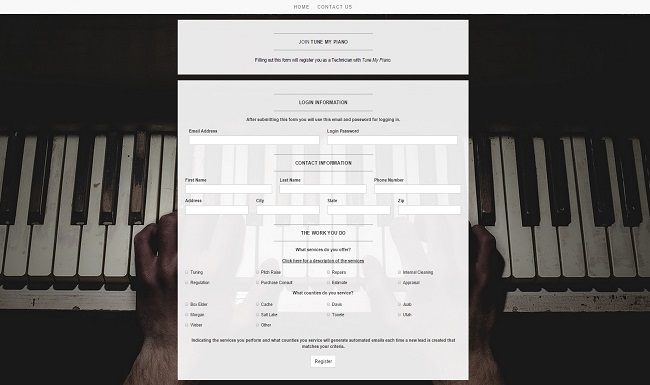 HOME CONTACT US
JOIN TUNE MY PIANO
Filling out this form will register you as a Technician with Tune My Piano.
LOGIN INFORMATION
After submitting this form you will use this email and password for logging in.
Email Address Login Password
CONTACT INFORMATION
First Name Last Name Phone Number
Address City State Zip
THE WORK YOU DO
What services do you offer?
Click here for a description of the services
Tuning Pitch Raise Repairs Internal Cleaning
Regulation Purchase Consult Estimate Appraisal
What counties do you service?
Box Elder Cache Davis Juab
Morgan Salt Lake Tooele Utah
Weber Other
Indicating the services you perform and what counties you service will generate automated emails each time a new lead is created that
matches your criteria.
Register